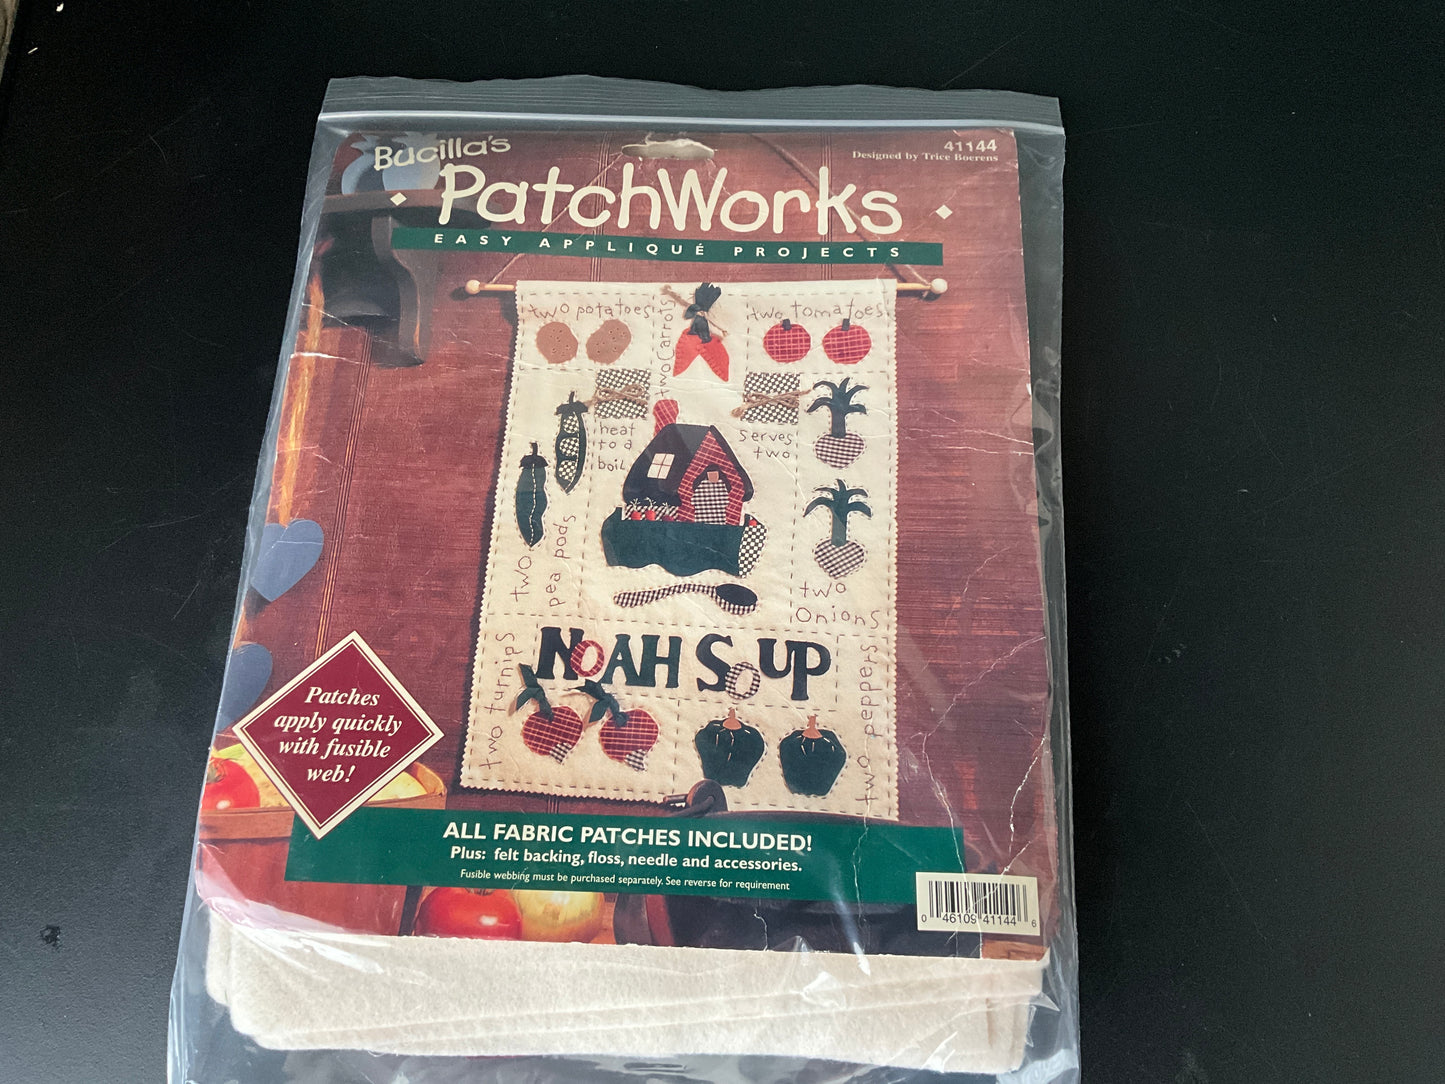 Bucilla's
41144
Designed by Trice Boerens
PatchWorks
EASY APPLIQUÉ PROJECTS
two potatoes
two Carrots
two tomatoes
heat
to a
boil
serves
two
two
pea pods
two
Onions
NOAH SOUP
two turnips
two peppers
Patches
apply quickly
with fusible
web!
ALL FABRIC PATCHES INCLUDED!
Plus: felt backing, floss, needle and accessories.
Fusible webbing must be purchased separately. See reverse for requirement
0 46109 41144 6